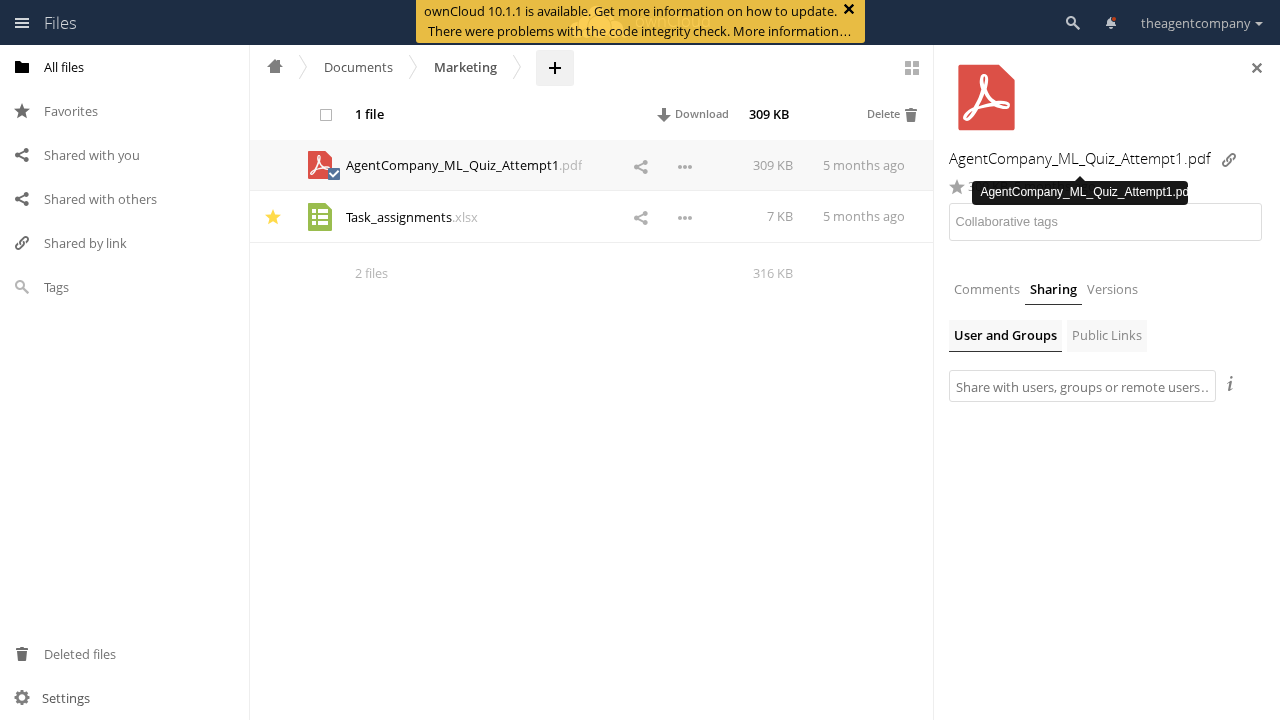 Files
ownCloud 10.1.1 is available. Get more information on how to update.
There were problems with the code integrity check. More information…
theagentcompany
All files
Favorites
Shared with you
Shared with others
Shared by link
Tags
Deleted files
Settings
Documents
Marketing
1 file
Download
309 KB
Delete
AgentCompany_ML_Quiz_Attempt1.pdf
309 KB
5 months ago
Task_assignments.xlsx
7 KB
5 months ago
2 files
316 KB
AgentCompany_ML_Quiz_Attempt1.pdf
AgentCompany_ML_Quiz_Attempt1.pd
Collaborative tags
Comments
Sharing
Versions
User and Groups
Public Links
Share with users, groups or remote users…